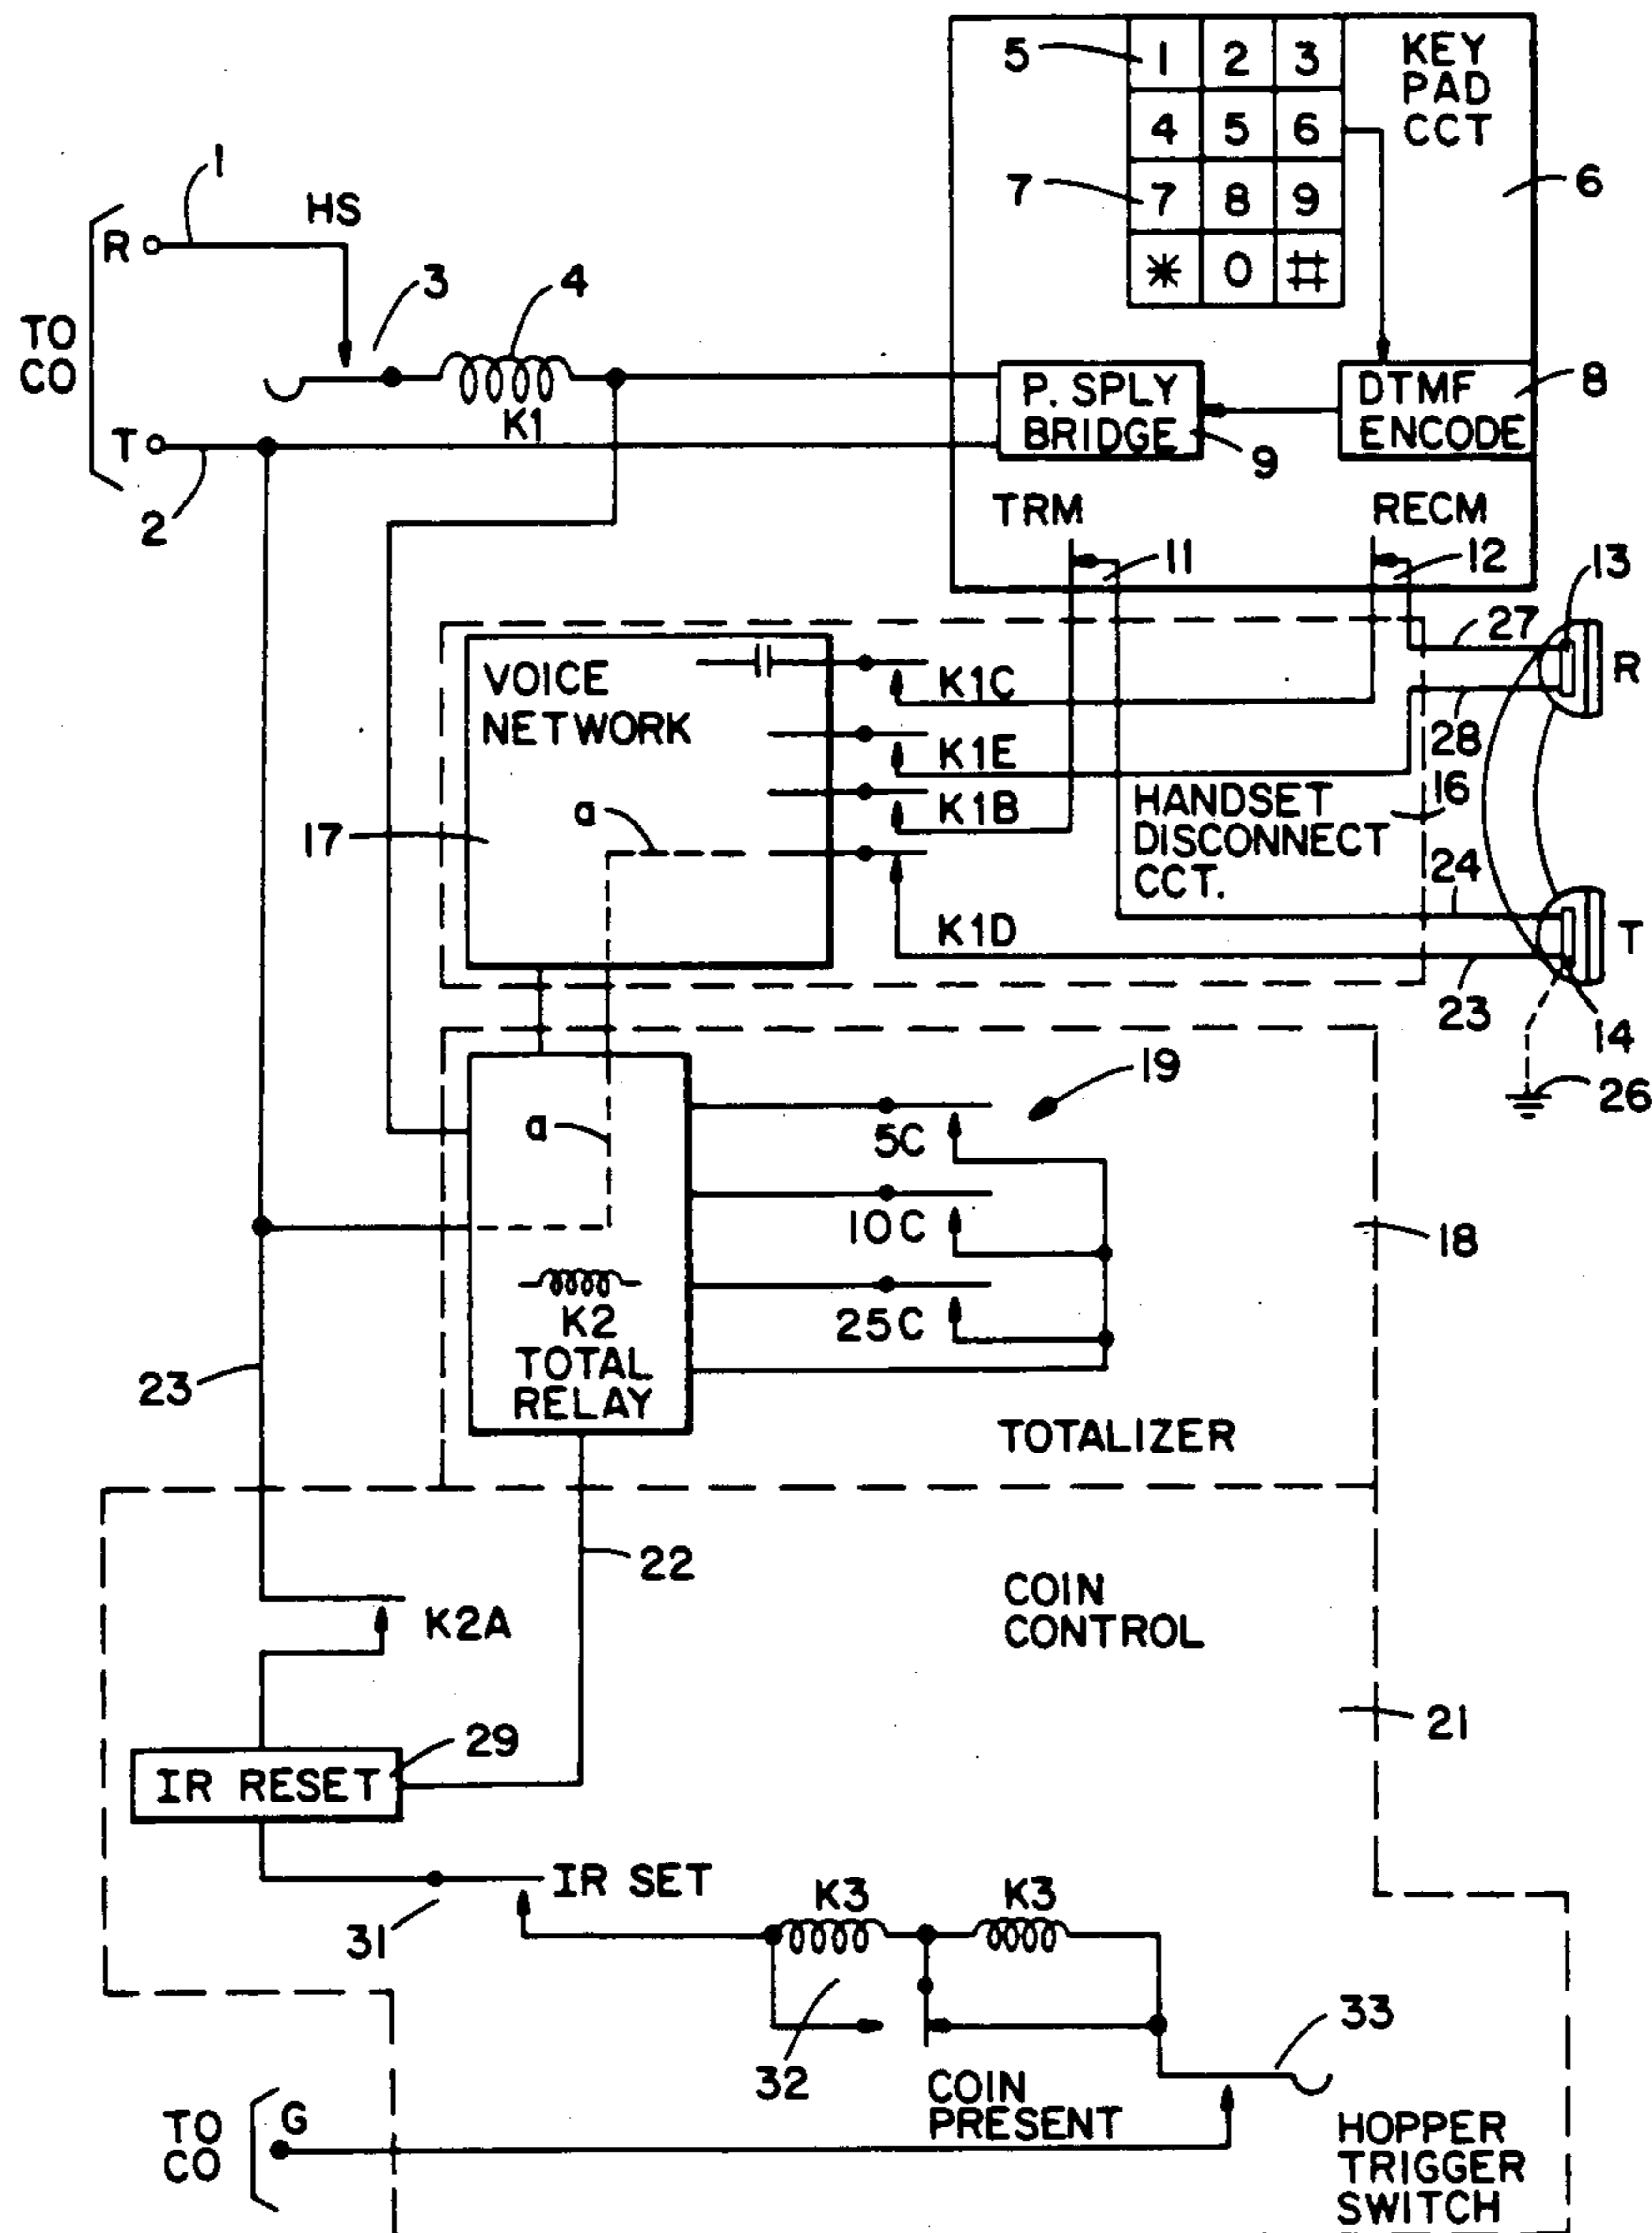 5
1 2 3
4 5 6
7
7 8 9
* 0 #
KEY
PAD
CCT
6
1
HS
R
3
4
TO
CO
K1
T
2
P. SPLY
BRIDGE
9
DTMF
ENCODE
8
TRM
RECM
11
12
13
27
R
28
VOICE
NETWORK
K1C
K1E
K1B
K1D
a
17
HANDSET
DISCONNECT
CCT.
16
24
T
23
14
26
19
a
5C
10C
25C
18
K2
TOTAL
RELAY
23
TOTALIZER
22
COIN
CONTROL
K2A
21
29
IR RESET
IR SET
31
K3
K3
32
33
COIN
PRESENT
TO
CO
G
HOPPER
TRIGGER
SWITCH